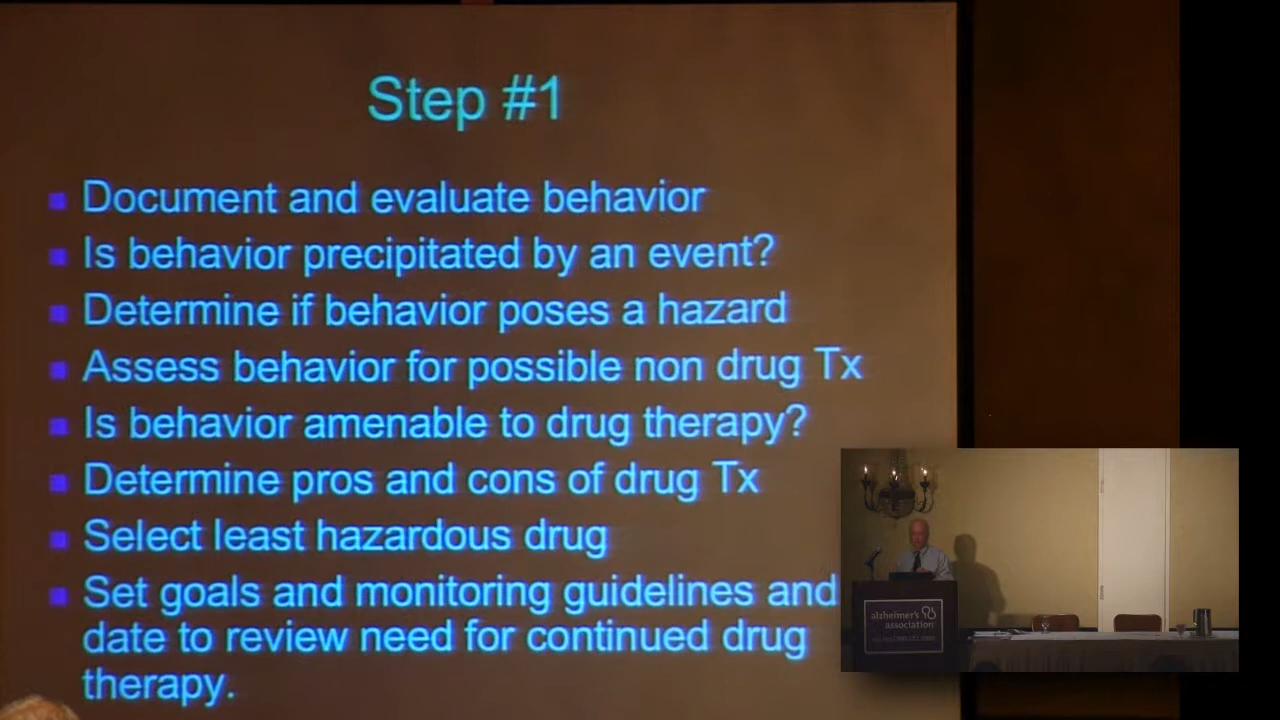 Step #1
Document and evaluate behavior
Is behavior precipitated by an event?
Determine if behavior poses a hazard
Assess behavior for possible non drug Tx
Is behavior amenable to drug therapy?
Determine pros and cons of drug Tx
Select least hazardous drug
Set goals and monitoring guidelines and
date to review need for continued drug
therapy.
alzheimer's
association